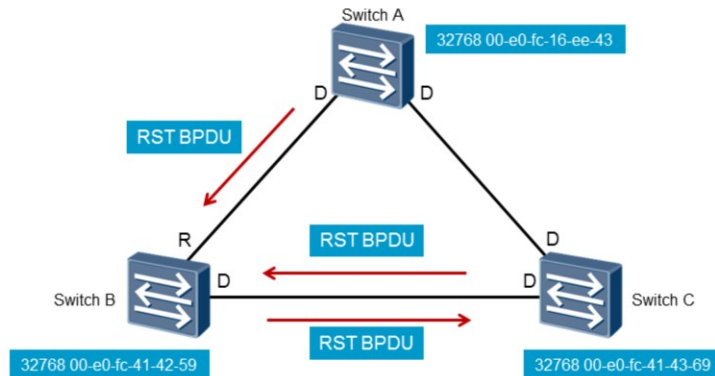 Switch A
32768 00-e0-fc-16-ee-43
D D
RST BPDU
R
RST BPDU
D
D D
Switch B
Switch C
RST BPDU
32768 00-e0-fc-41-42-59
32768 00-e0-fc-41-43-69